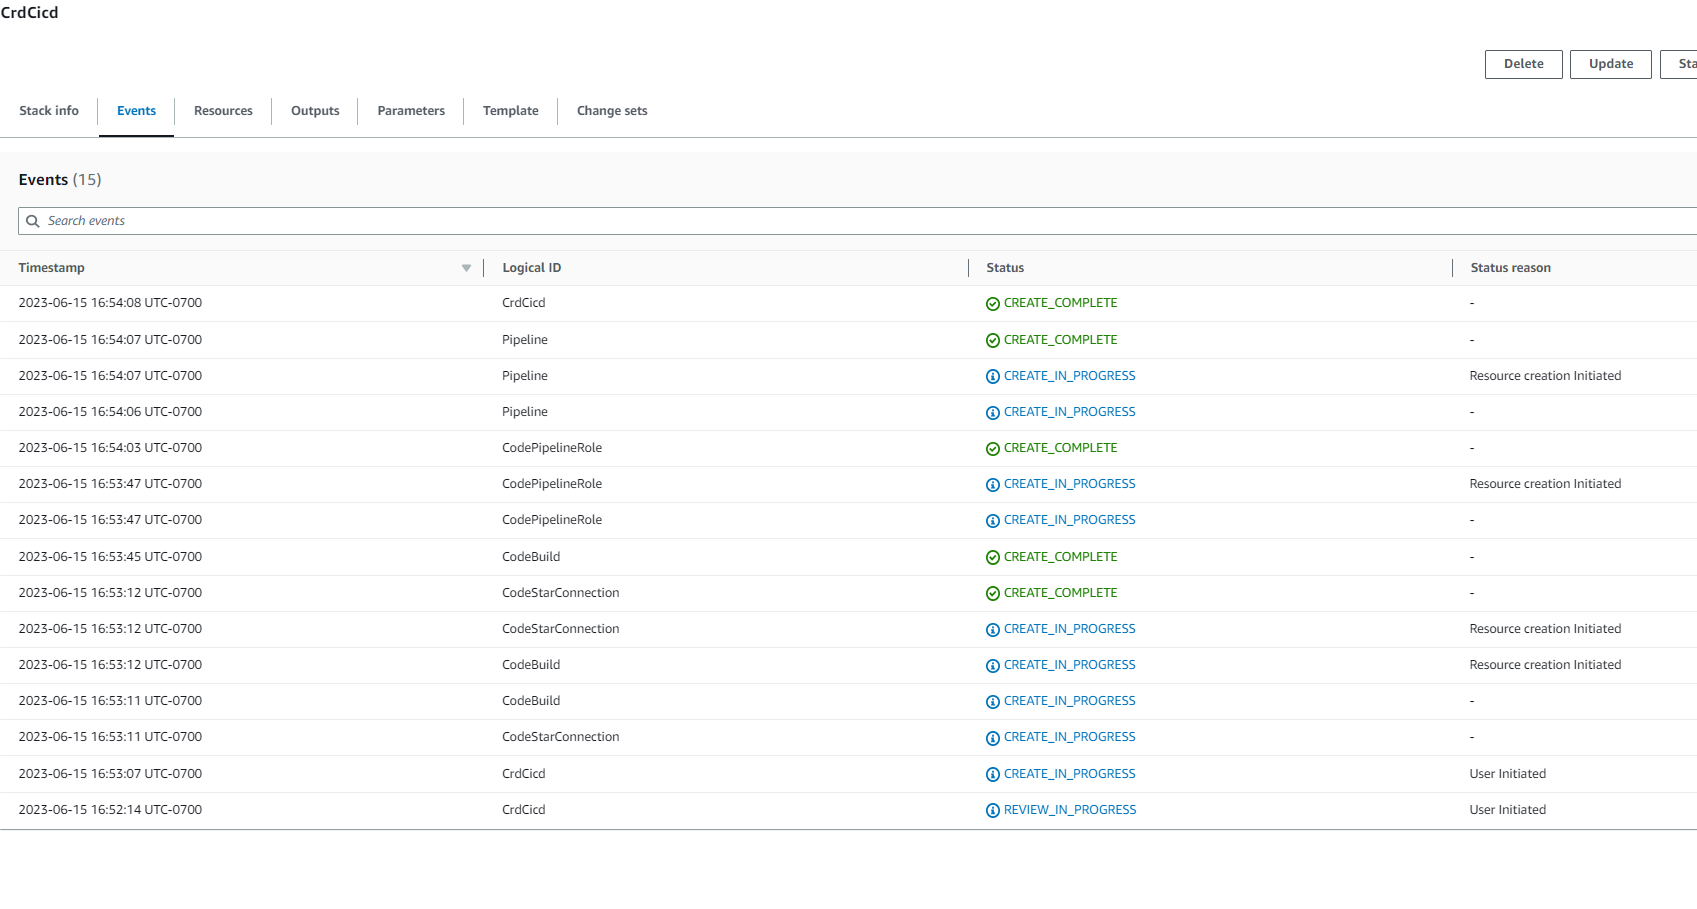 CrdCicd
Delete Update Sta
Stack info Events Resources Outputs Parameters Template Change sets
Events (15)
Search events
Timestamp Logical ID Status Status reason
2023-06-15 16:54:08 UTC-0700 CrdCicd CREATE_COMPLETE -
2023-06-15 16:54:07 UTC-0700 Pipeline CREATE_COMPLETE -
2023-06-15 16:54:07 UTC-0700 Pipeline CREATE_IN_PROGRESS Resource creation Initiated
2023-06-15 16:54:06 UTC-0700 Pipeline CREATE_IN_PROGRESS -
2023-06-15 16:54:03 UTC-0700 CodePipelineRole CREATE_COMPLETE -
2023-06-15 16:53:47 UTC-0700 CodePipelineRole CREATE_IN_PROGRESS Resource creation Initiated
2023-06-15 16:53:47 UTC-0700 CodePipelineRole CREATE_IN_PROGRESS -
2023-06-15 16:53:45 UTC-0700 CodeBuild CREATE_COMPLETE -
2023-06-15 16:53:12 UTC-0700 CodeStarConnection CREATE_COMPLETE -
2023-06-15 16:53:12 UTC-0700 CodeStarConnection CREATE_IN_PROGRESS Resource creation Initiated
2023-06-15 16:53:12 UTC-0700 CodeBuild CREATE_IN_PROGRESS Resource creation Initiated
2023-06-15 16:53:11 UTC-0700 CodeBuild CREATE_IN_PROGRESS -
2023-06-15 16:53:11 UTC-0700 CodeStarConnection CREATE_IN_PROGRESS -
2023-06-15 16:53:07 UTC-0700 CrdCicd CREATE_IN_PROGRESS User Initiated
2023-06-15 16:52:14 UTC-0700 CrdCicd REVIEW_IN_PROGRESS User Initiated